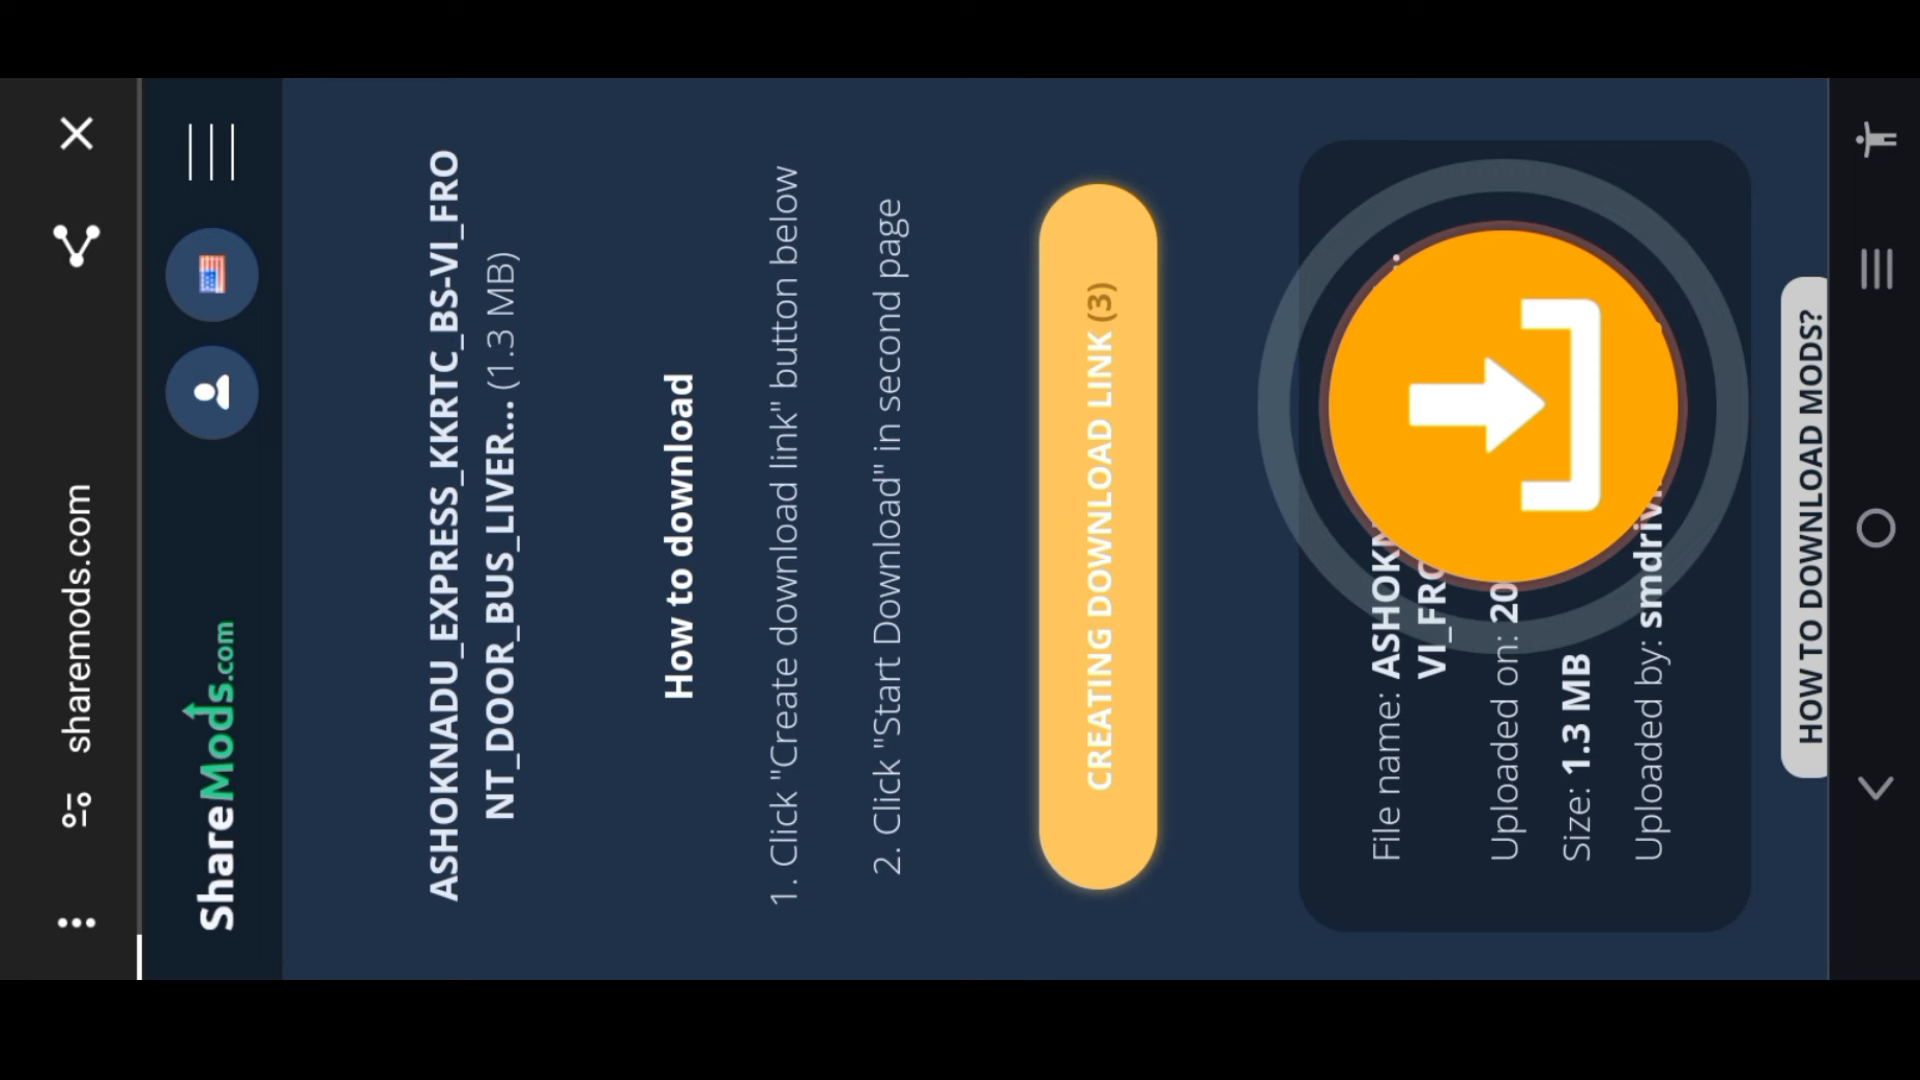 sharemods.com
ShareMods.com
ASHOKNADU_EXPRESS_KKRTC_BS-VI_FRO
NT_DOOR_BUS_LIVER... (1.3 MB)
How to download
1. Click "Create download link" button below
2. Click "Start Download" in second page
CREATING DOWNLOAD LINK (3)
File name: ASHOK
VI_FRO
Uploaded on: 20
Size: 1.3 MB
Uploaded by: smdriv
HOW TO DOWNLOAD MODS?